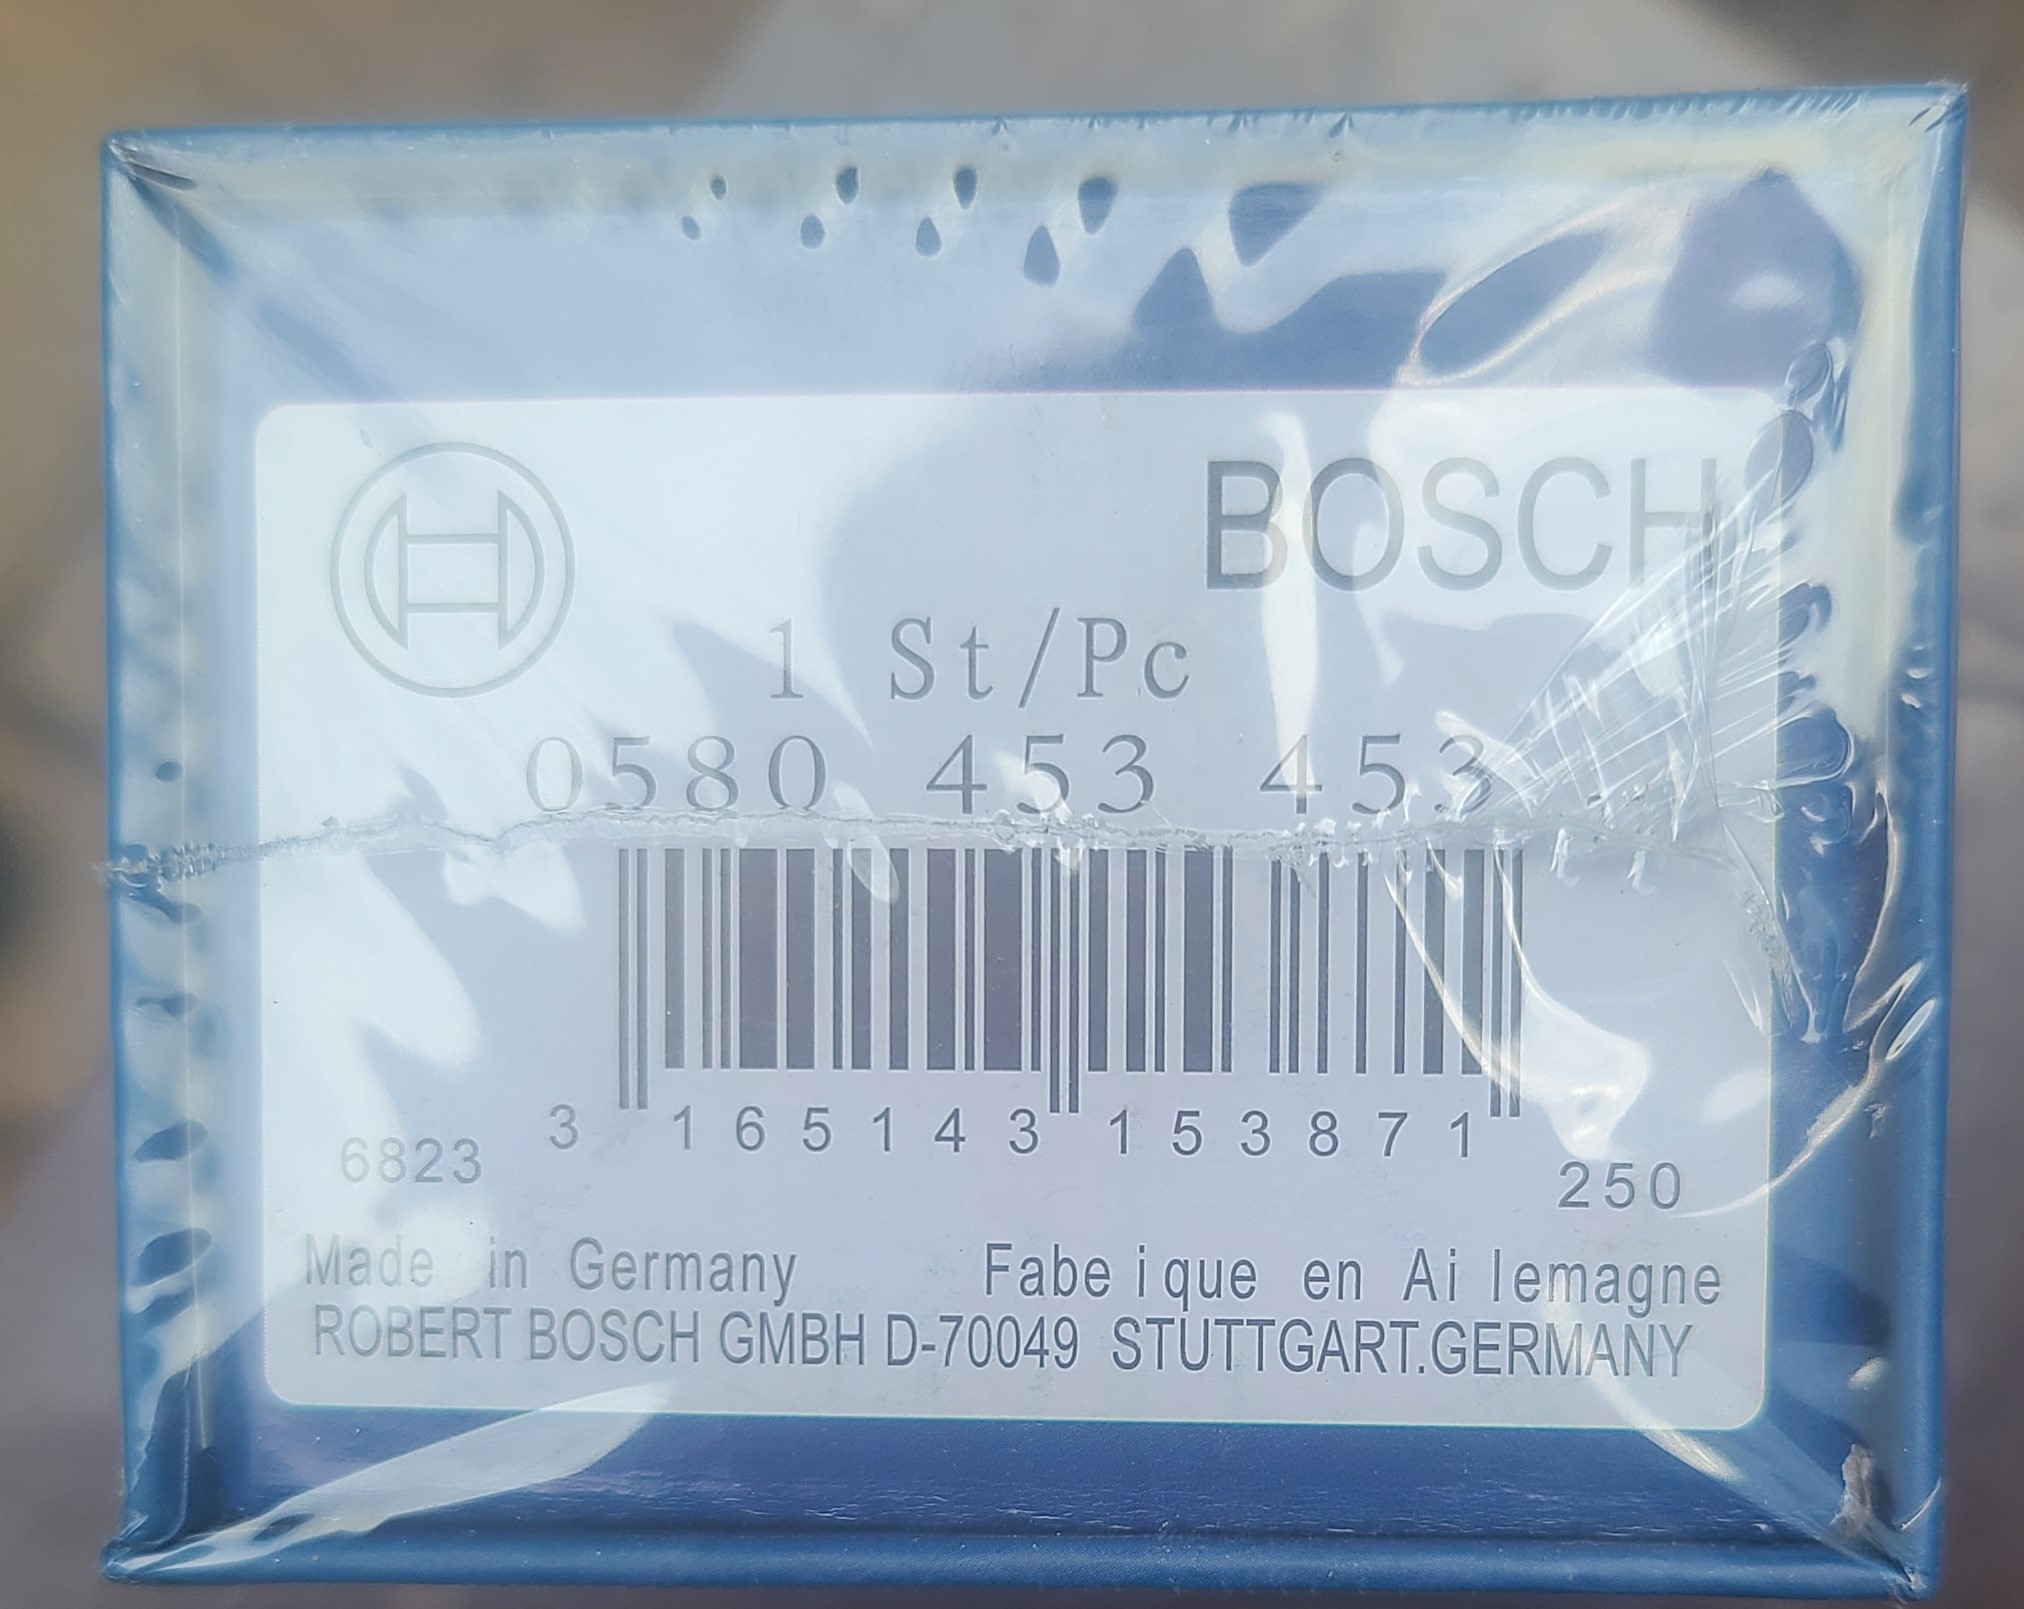 BOSCH
1 St/Pc
0580 453 453
3 165143 153871
6823
250
Made in Germany Fabe ique en Ai lemagne
ROBERT BOSCH GMBH D-70049 STUTTGART.GERMANY